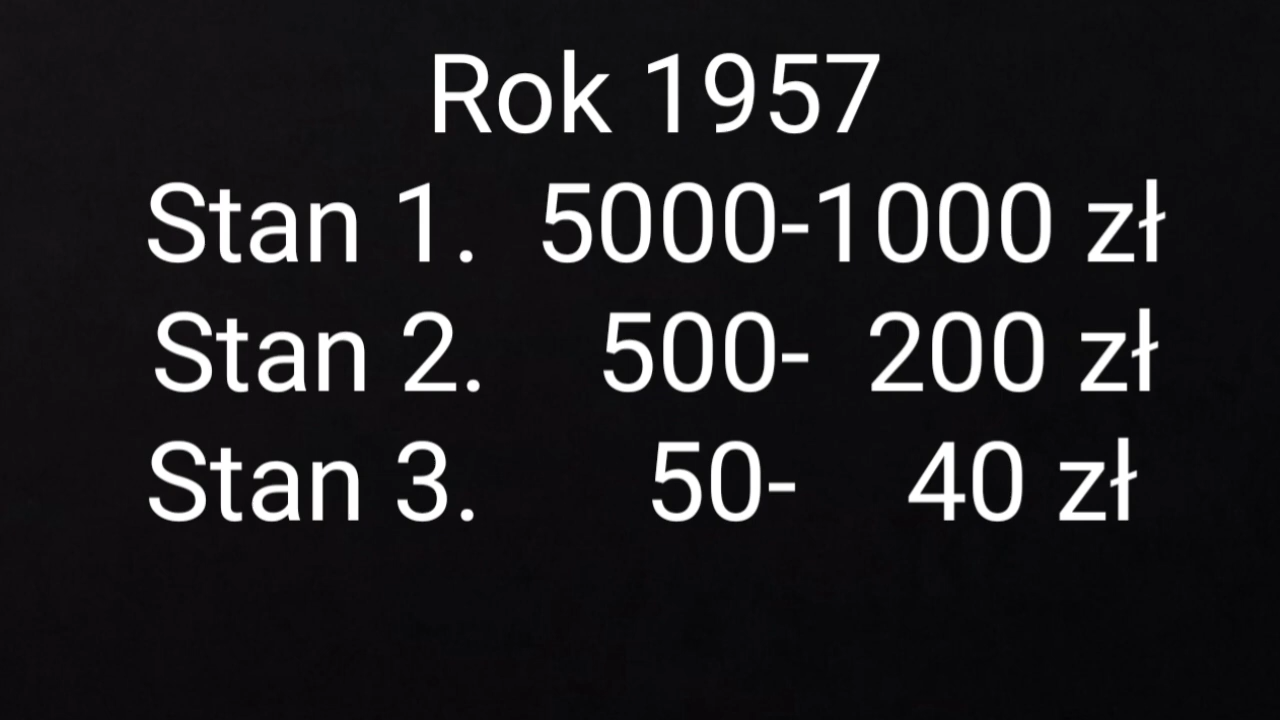 Rok 1957
Stan 1. 5000-1000 zł
Stan 2. 500- 200 zł
Stan 3. 50- 40 zł